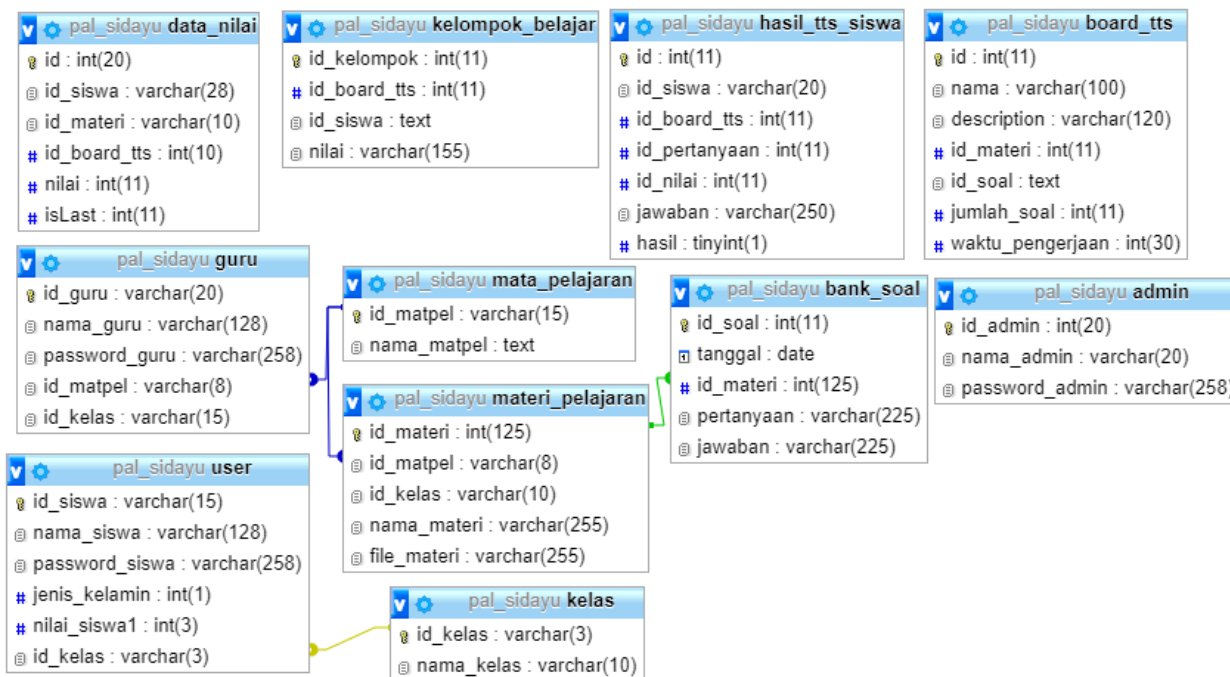 pal_sidayu data_nilai
id : int(20)
id_siswa : varchar(28)
id_materi : varchar(10)
id_board_tts : int(10)
nilai : int(11)
isLast : int(11)
pal_sidayu kelompok_belajar
id_kelompok : int(11)
id_board_tts : int(11)
id_siswa : text
nilai : varchar(155)
pal_sidayu hasil_tts_siswa
id : int(11)
id_siswa : varchar(20)
id_board_tts : int(11)
id_pertanyaan : int(11)
id_nilai : int(11)
jawaban : varchar(250)
hasil : tinyint(1)
pal_sidayu board_tts
id : int(11)
nama : varchar(100)
description : varchar(120)
id_materi : int(11)
id_soal : text
jumlah_soal : int(11)
waktu_pengerjaan : int(30)
pal_sidayu guru
id_guru : varchar(20)
nama_guru : varchar(128)
password_guru : varchar(258)
id_matpel : varchar(8)
id_kelas : varchar(15)
pal_sidayu mata_pelajaran
id_matpel : varchar(15)
nama_matpel : text
pal_sidayu materi_pelajaran
id_materi : int(125)
id_matpel : varchar(8)
id_kelas : varchar(10)
nama_materi : varchar(255)
file_materi : varchar(255)
pal_sidayu bank_soal
id_soal : int(11)
tanggal : date
id_materi : int(125)
pertanyaan : varchar(225)
jawaban : varchar(225)
pal_sidayu admin
id_admin : int(20)
nama_admin : varchar(20)
password_admin : varchar(258)
pal_sidayu user
id_siswa : varchar(15)
nama_siswa : varchar(128)
password_siswa : varchar(258)
jenis_kelamin : int(1)
nilai_siswa1 : int(3)
id_kelas : varchar(3)
pal_sidayu kelas
id_kelas : varchar(3)
nama_kelas : varchar(10)